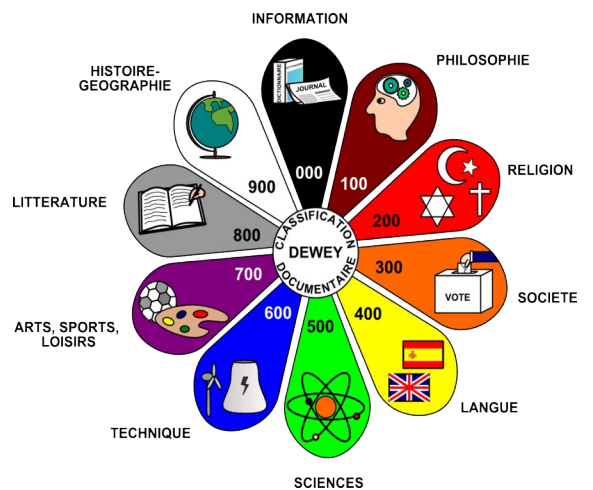 INFORMATION
DICTIONNAIRE
JOURNAL
000
PHILOSOPHIE
100
RELIGION
200
SOCIETE
300
VOTE
LANGUE
400
SCIENCES
500
TECHNIQUE
600
ARTS, SPORTS,
LOISIRS
700
LITTERATURE
800
HISTOIRE-
GEOGRAPHIE
900
CLASSIFICATION
DEWEY
DOCUMENTAIRE